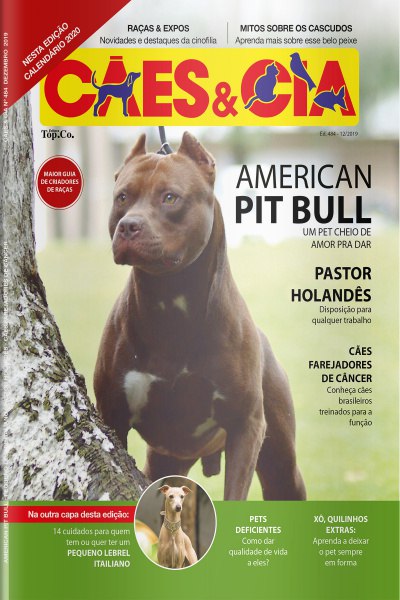 NESTA EDIÇÃO
CALENDÁRIO 2020
RAÇAS & EXPOS
Novidades e destaques da cinofilia
MITOS SOBRE OS CASCUDOS
Aprenda mais sobre esse belo peixe
CÃES & CIA
Top.Co.
Ed. 484 - 12/2019
MAIOR GUIA
DE CRIADORES
DE RAÇAS
AMERICAN
PIT BULL
UM PET CHEIO DE
AMOR PRA DAR
PASTOR
HOLANDÊS
Disposição para
qualquer trabalho
CÃES
FAREJADORES
DE CÂNCER
Conheça cães
brasileiros
treinados para a
função
Na outra capa desta edição:
14 cuidados para quem
tem ou quer ter um
PEQUENO LEBREL
ITAILIANO
PETS
DEFICIENTES
Como dar
qualidade de vida
a eles?
XÔ, QUILINHOS
EXTRAS:
Aprenda a deixar
o pet sempre
em forma